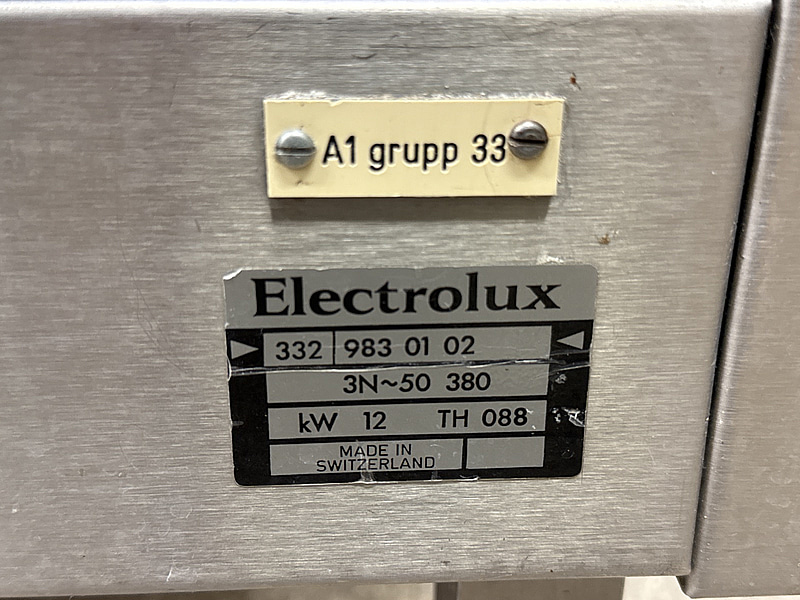 A1 grupp 33
Electrolux
332 983 01 02
3N~50 380
kW 12 TH 088
MADE IN
SWITZERLAND